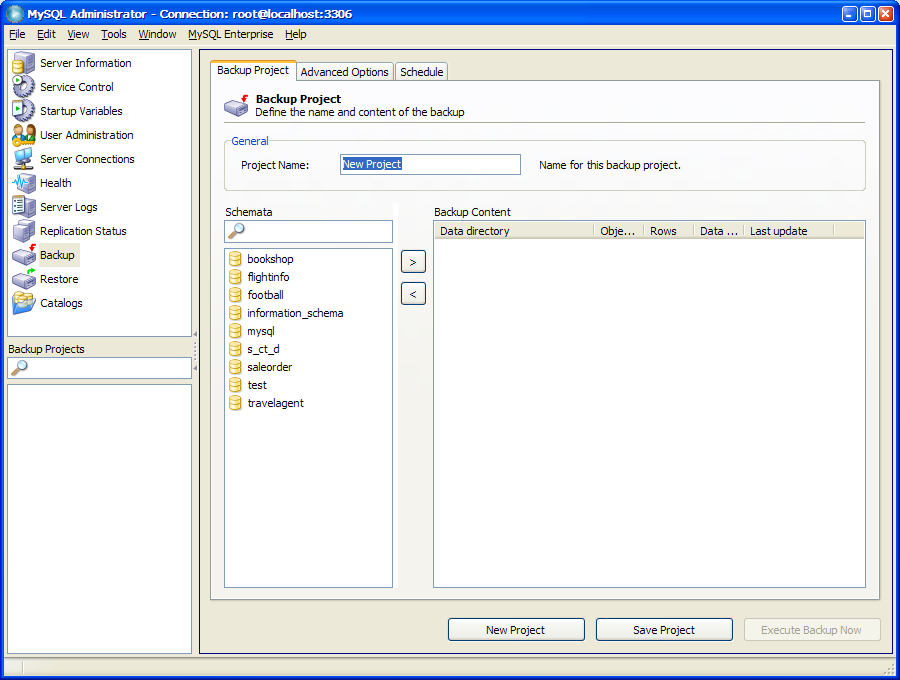 MySQL Administrator - Connection: root@localhost:3306
File Edit View Tools Window MySQL Enterprise Help
Server Information
Service Control
Startup Variables
User Administration
Server Connections
Health
Server Logs
Replication Status
Backup
Restore
Catalogs
Backup Projects
Backup Project Advanced Options Schedule
Backup Project
Define the name and content of the backup
General
Project Name: New Project Name for this backup project.
Schemata
bookshop
flightinfo
football
information_schema
mysql
s_ct_d
saleorder
test
travelagent
>
<
Backup Content
Data directory Obje... Rows Data ... Last update
New Project Save Project Execute Backup Now